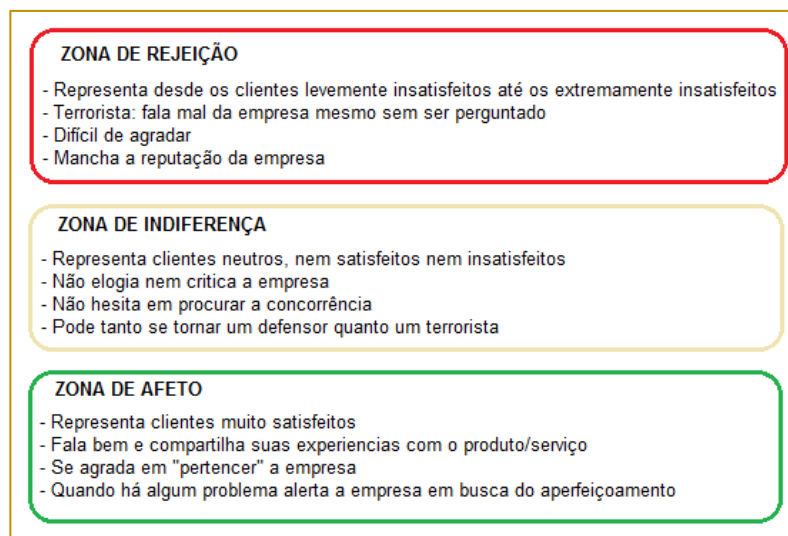 ZONA DE REJEIÇÃO
- Representa desde os clientes levemente insatisfeitos até os extremamente insatisfeitos
- Terrorista: fala mal da empresa mesmo sem ser perguntado
- Difícil de agradar
- Mancha a reputação da empresa
ZONA DE INDIFERENÇA
- Representa clientes neutros, nem satisfeitos nem insatisfeitos
- Não elogia nem critica a empresa
- Não hesita em procurar a concorrência
- Pode tanto se tornar um defensor quanto um terrorista
ZONA DE AFETO
- Representa clientes muito satisfeitos
- Fala bem e compartilha suas experiencias com o produto/serviço
- Se agrada em "pertencer" a empresa
- Quando há algum problema alerta a empresa em busca do aperfeiçoamento